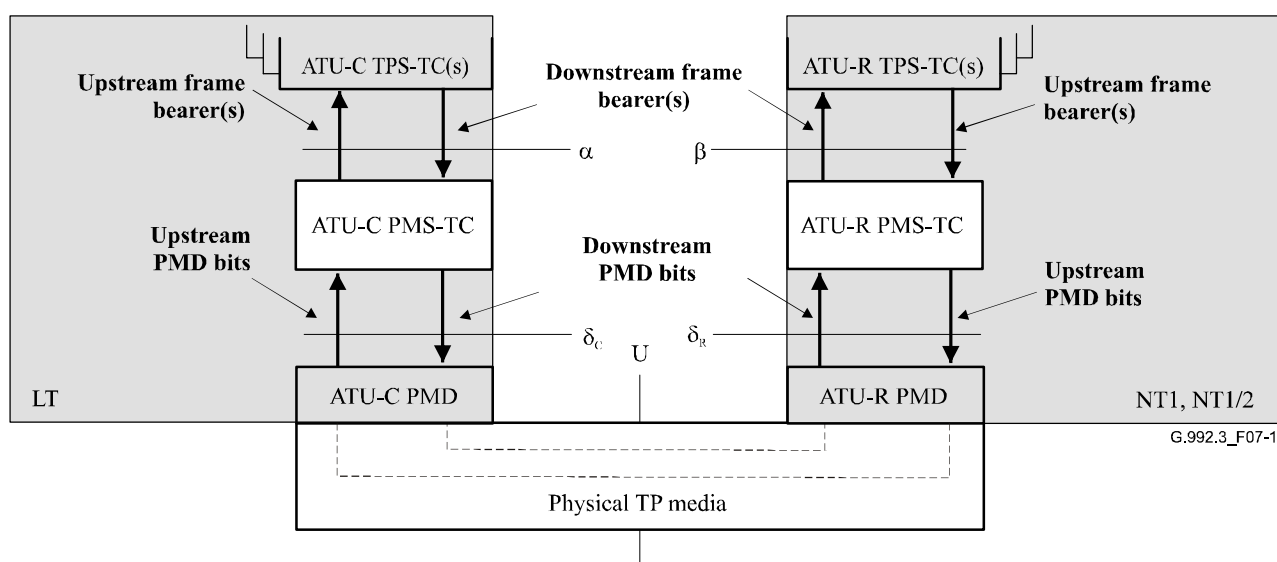 ATU-C TPS-TC(s)
ATU-R TPS-TC(s)
Upstream frame
bearer(s)
Downstream frame
bearer(s)
Upstream frame
bearer(s)
α
β
ATU-C PMS-TC
ATU-R PMS-TC
Upstream
PMD bits
Downstream
PMD bits
Upstream
PMD bits
δC
δR
U
LT
ATU-C PMD
ATU-R PMD
NT1, NT1/2
G.992.3_F07-1
Physical TP media